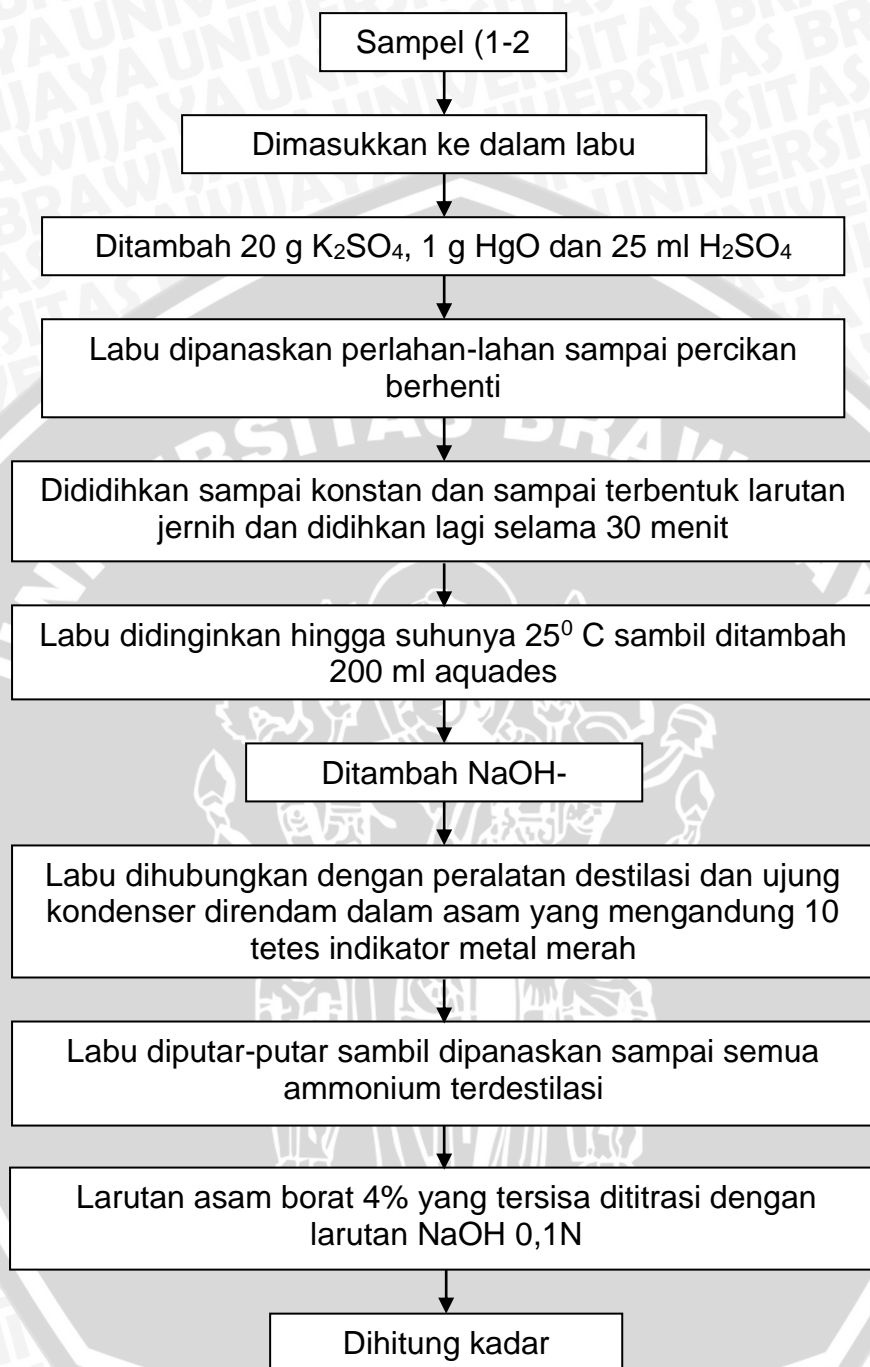 Sampel (1-2
Dimasukkan ke dalam labu
Ditambah 20 g K₂SO₄, 1 g HgO dan 25 ml H₂SO₄
Labu dipanaskan perlahan-lahan sampai percikan
berhenti
Dididihkan sampai konstan dan sampai terbentuk larutan
jernih dan didihkan lagi selama 30 menit
Labu didinginkan hingga suhunya 25⁰ C sambil ditambah
200 ml aquades
Ditambah NaOH-
Labu dihubungkan dengan peralatan destilasi dan ujung
kondenser direndam dalam asam yang mengandung 10
tetes indikator metal merah
Labu diputar-putar sambil dipanaskan sampai semua
ammonium terdestilasi
Larutan asam borat 4% yang tersisa dititrasi dengan
larutan NaOH 0,1N
Dihitung kadar